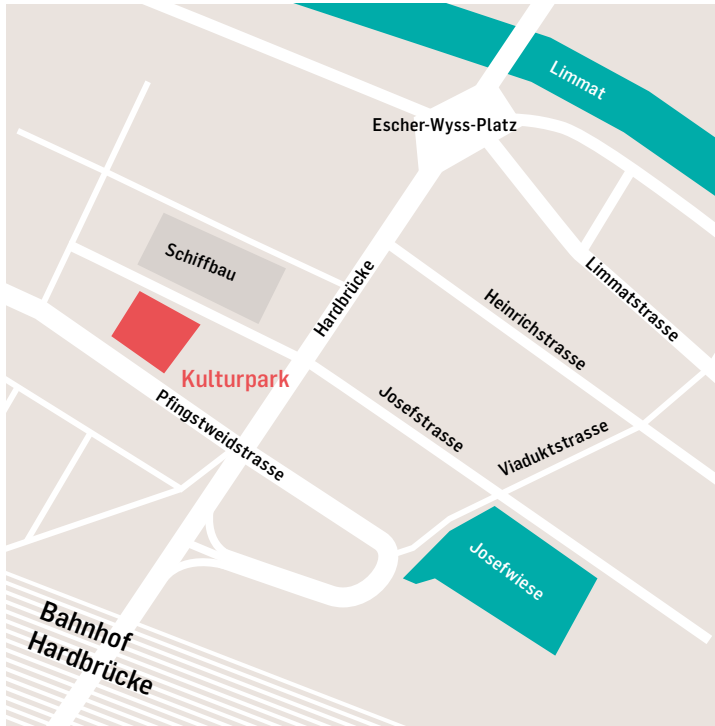 Limmat
Escher-Wyss-Platz
Schiffbau
Limmatstrasse
Hardbrücke
Heinrichstrasse
Kulturpark
Josefstrasse
Pfingstweidstrasse
Viaduktstrasse
Josefwiese
Bahnhof
Hardbrücke